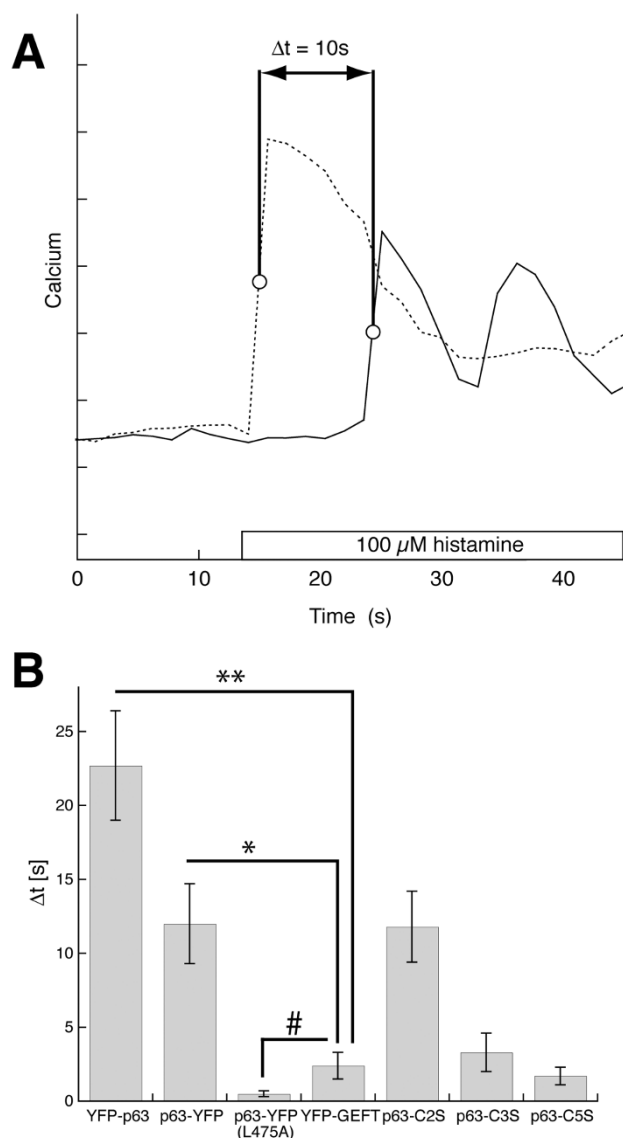 A
Δt = 10s
Calcium
100 μM histamine
0 10 20 30 40
Time (s)
B
**
*
#
Δt [s]
25
20
15
10
5
0
YFP-p63 p63-YFP p63-YFP YFP-GEFT p63-C2S p63-C3S p63-C5S
(L475A)